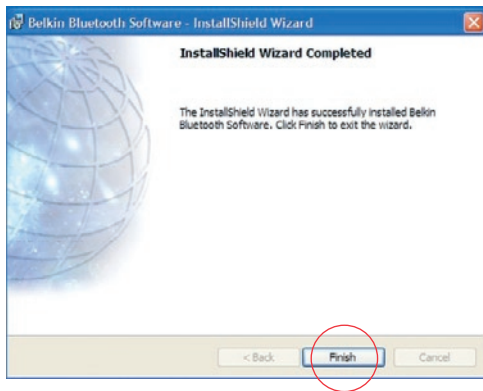 Belkin Bluetooth Software - InstallShield Wizard
InstallShield Wizard Completed
The InstallShield Wizard has successfully installed Belkin
Bluetooth Software. Click Finish to exit the wizard.
< Back
Finish
Cancel